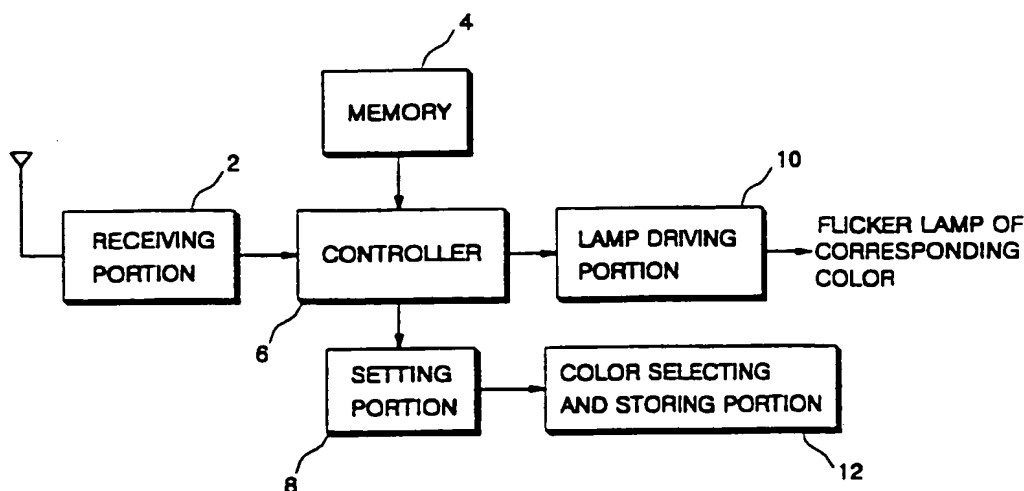 4
MEMORY
2
10
RECEIVING
PORTION
CONTROLLER
LAMP DRIVING
PORTION
FLICKER LAMP OF
CORRESPONDING
COLOR
6
SETTING
PORTION
COLOR SELECTING
AND STORING PORTION
8
12